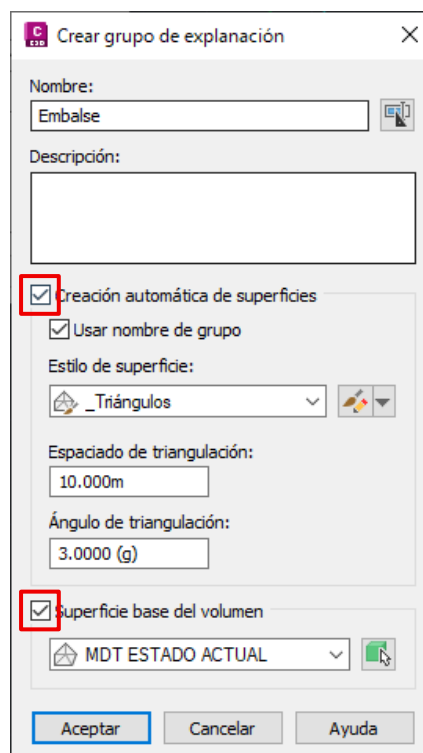 C
C3D
Crear grupo de explanación
Nombre:
Embalse
Descripción:
Creación automática de superficies
Usar nombre de grupo
Estilo de superficie:
_Triángulos
Espaciado de triangulación:
10.000m
Ángulo de triangulación:
3.0000 (g)
Superficie base del volumen
MDT ESTADO ACTUAL
Aceptar Cancelar Ayuda